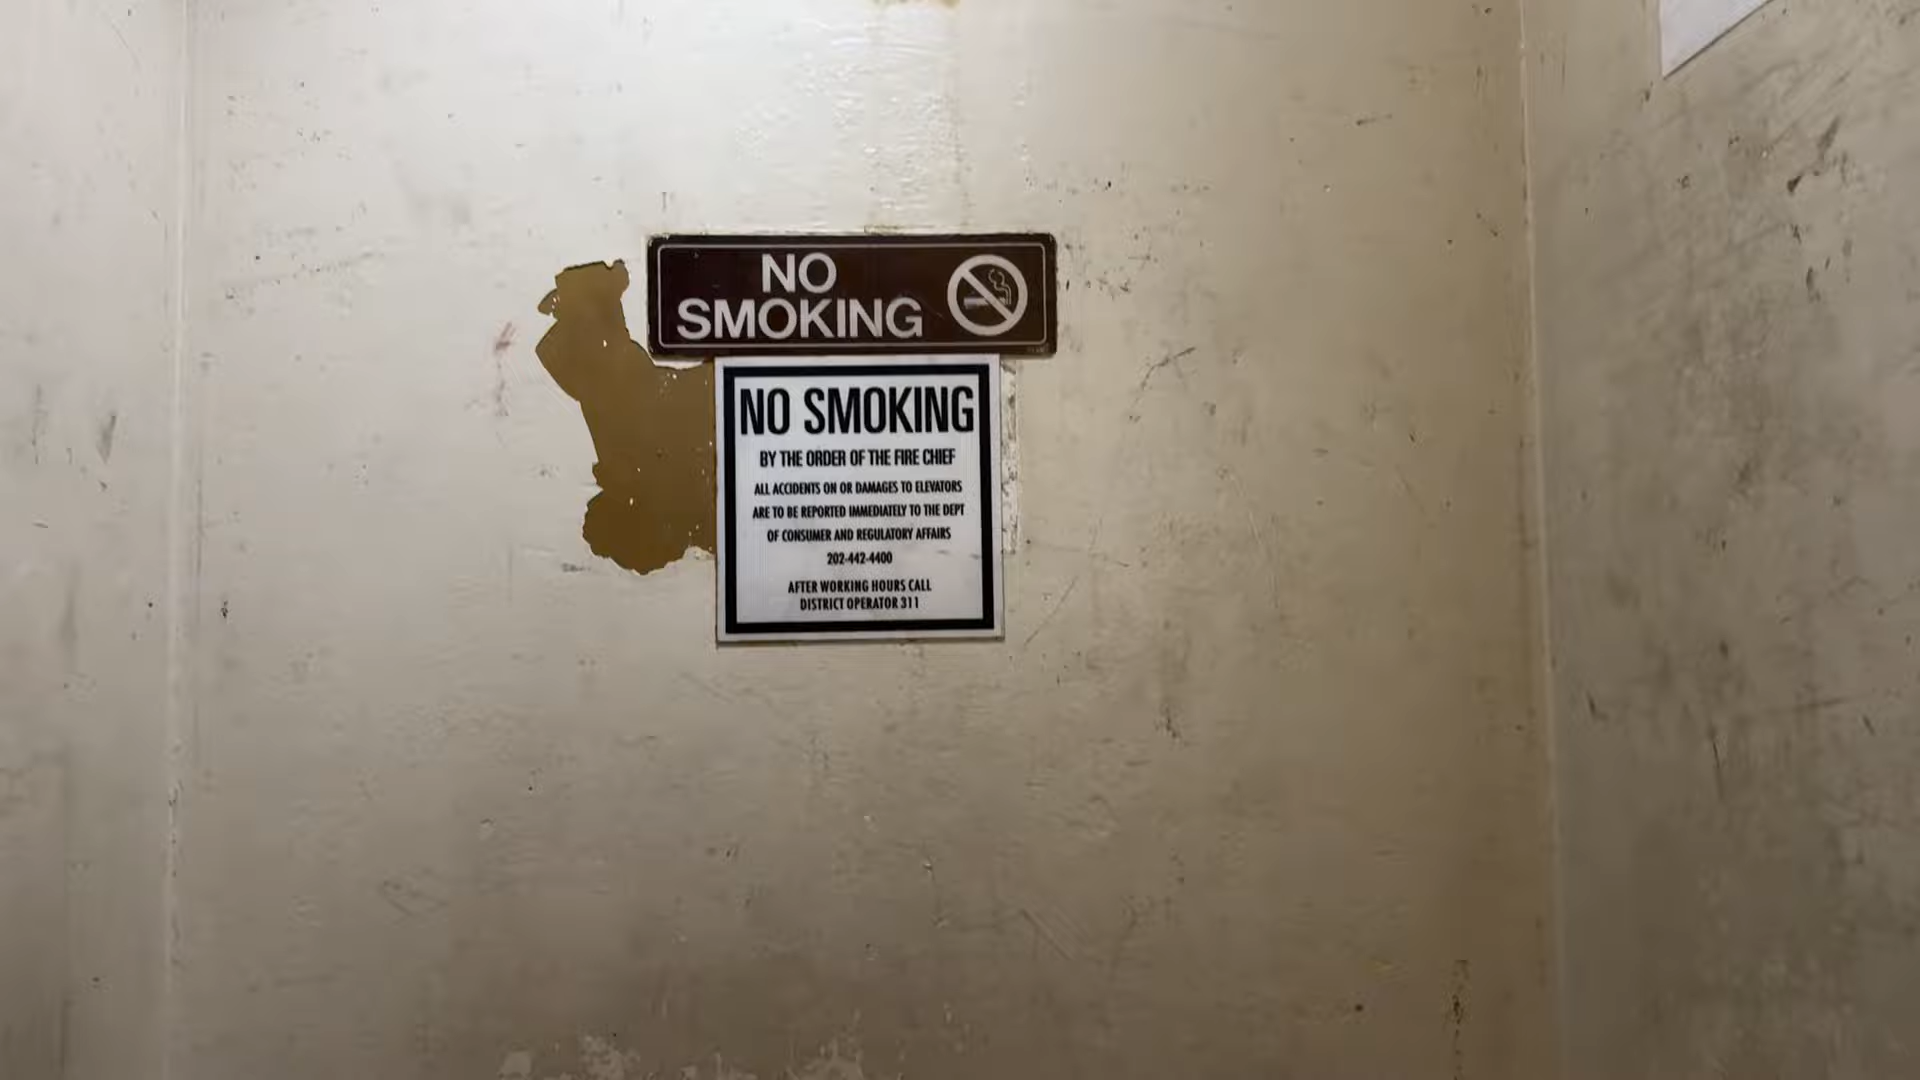 NO
SMOKING
NO SMOKING
BY THE ORDER OF THE FIRE CHIEF
ALL ACCIDENTS ON OR DAMAGES TO ELEVATORS
ARE TO BE REPORTED IMMEDIATELY TO THE DEPT
OF CONSUMER AND REGULATORY AFFAIRS
202-442-4400
AFTER WORKING HOURS CALL
DISTRICT OPERATOR 311